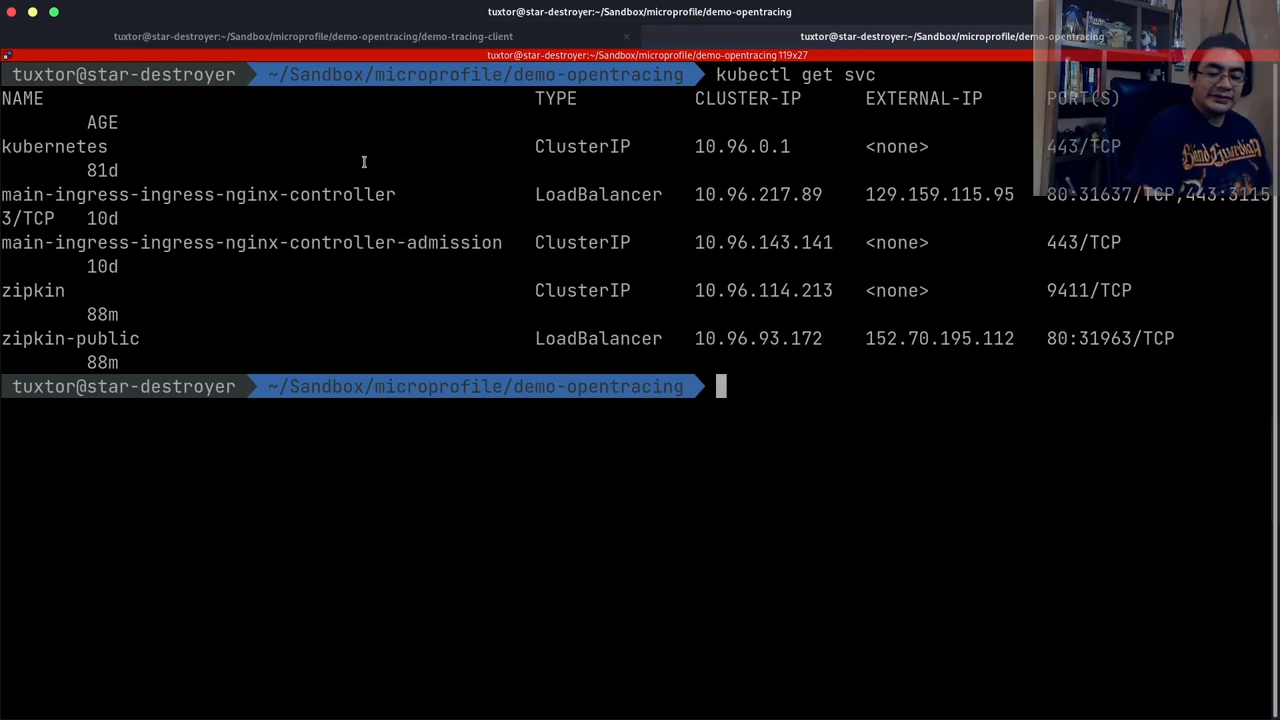 tuxtor@star-destroyer:~/Sandbox/microprofile/demo-opentracing
tuxtor@star-destroyer:~/Sandbox/microprofile/demo-opentracing/demo-tracing-client × tuxtor@star-destroyer:~/Sandbox/microprofile/demo-opentracing
tuxtor@star-destroyer:~/Sandbox/microprofile/demo-opentracing 119x27
tuxtor@star-destroyer ~/Sandbox/microprofile/demo-opentracing kubectl get svc
NAME TYPE CLUSTER-IP EXTERNAL-IP PORT(S)
AGE
kubernetes ClusterIP 10.96.0.1 <none> 443/TCP
81d
main-ingress-ingress-nginx-controller LoadBalancer 10.96.217.89 129.159.115.95 80:31637/TCP,443:3115
3/TCP 10d
main-ingress-ingress-nginx-controller-admission ClusterIP 10.96.143.141 <none> 443/TCP
10d
zipkin ClusterIP 10.96.114.213 <none> 9411/TCP
88m
zipkin-public LoadBalancer 10.96.93.172 152.70.195.112 80:31963/TCP
88m
tuxtor@star-destroyer ~/Sandbox/microprofile/demo-opentracing
Blind Guardian